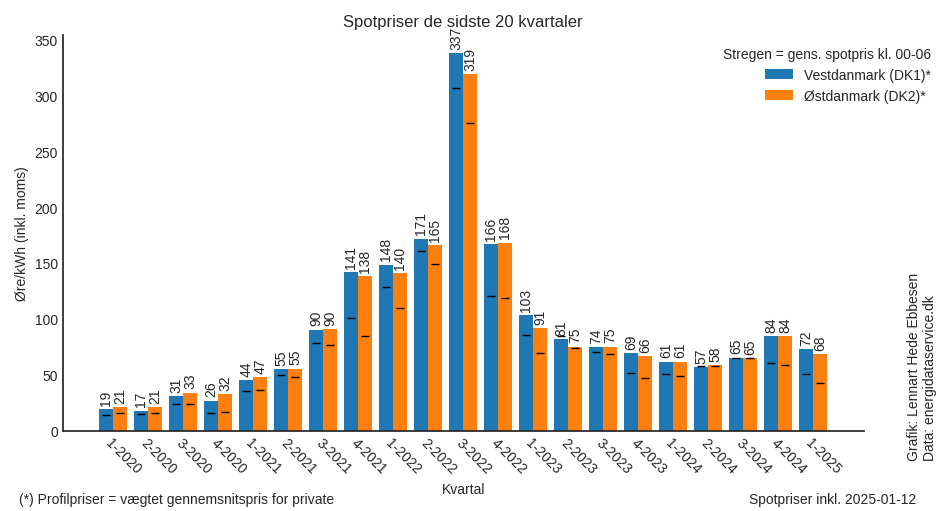 Spotpriser de sidste 20 kvartaler
Stregen = gens. spotpris kl. 00-06
Vestdanmark (DK1)*
Østdanmark (DK2)*
Øre/kWh (inkl. moms)
350
300
250
200
150
100
50
0
19 21 17 21 31 33 26 32 44 47 55 55 90 90 141 138 148 140 171 165 337 319 166 168 103 91 81 75 74 75 69 66 61 61 57 58 65 65 84 84 72 68
1-2020 2-2020 3-2020 4-2020 1-2021 2-2021 3-2021 4-2021 1-2022 2-2022 3-2022 4-2022 1-2023 2-2023 3-2023 4-2023 1-2024 2-2024 3-2024 4-2024 1-2025
Kvartal
Grafik: Lennart Hede Ebbesen
Data: energidataservice.dk
(*) Profilpriser = vægtet gennemsnitspris for private
Spotpriser inkl. 2025-01-12